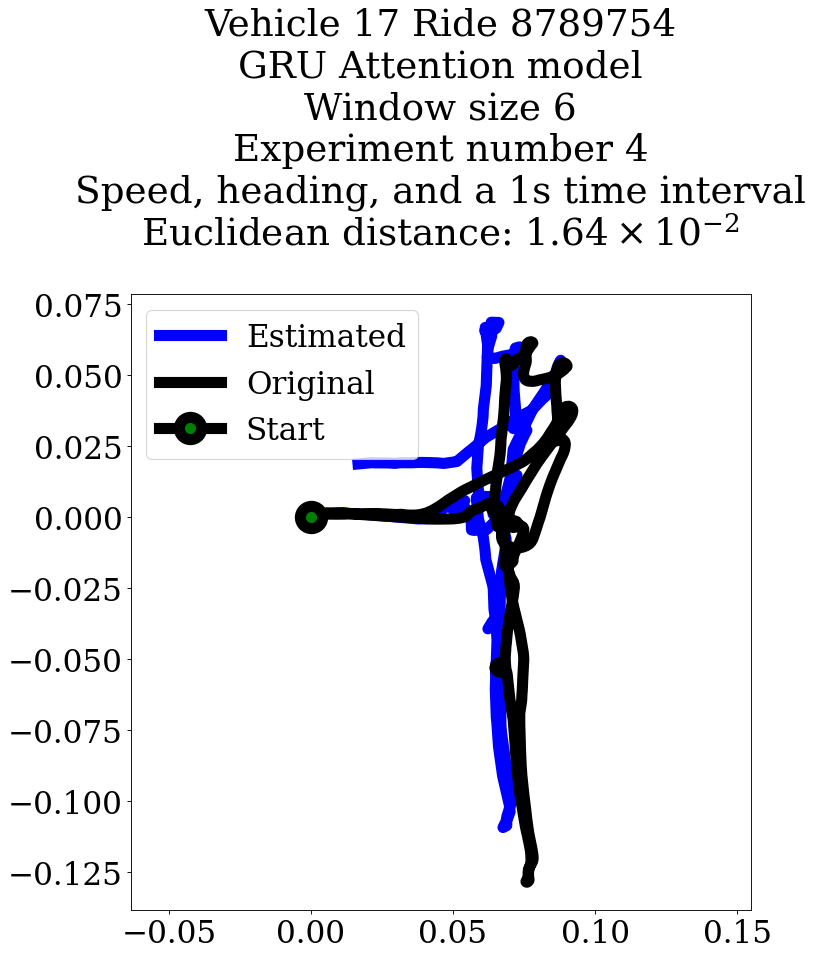 Vehicle 17 Ride 8789754
GRU Attention model
Window size 6
Experiment number 4
Speed, heading, and a 1s time interval
Euclidean distance: 1.64 × 10⁻²
0.075
0.050
0.025
0.000
−0.025
−0.050
−0.075
−0.100
−0.125
Estimated
Original
Start
−0.05 0.00 0.05 0.10 0.15